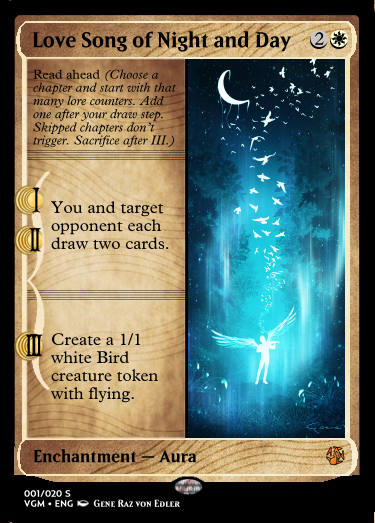 Love Song of Night and Day 2
Read ahead (Choose a
chapter and start with that
many lore counters. Add
one after your draw step.
Skipped chapters don't
trigger. Sacrifice after III.)
I
II
You and target
opponent each
draw two cards.
III
Create a 1/1
white Bird
creature token
with flying.
Enchantment — Aura
001/020 S
VGM • ENG GENE RAZ VON EDLER